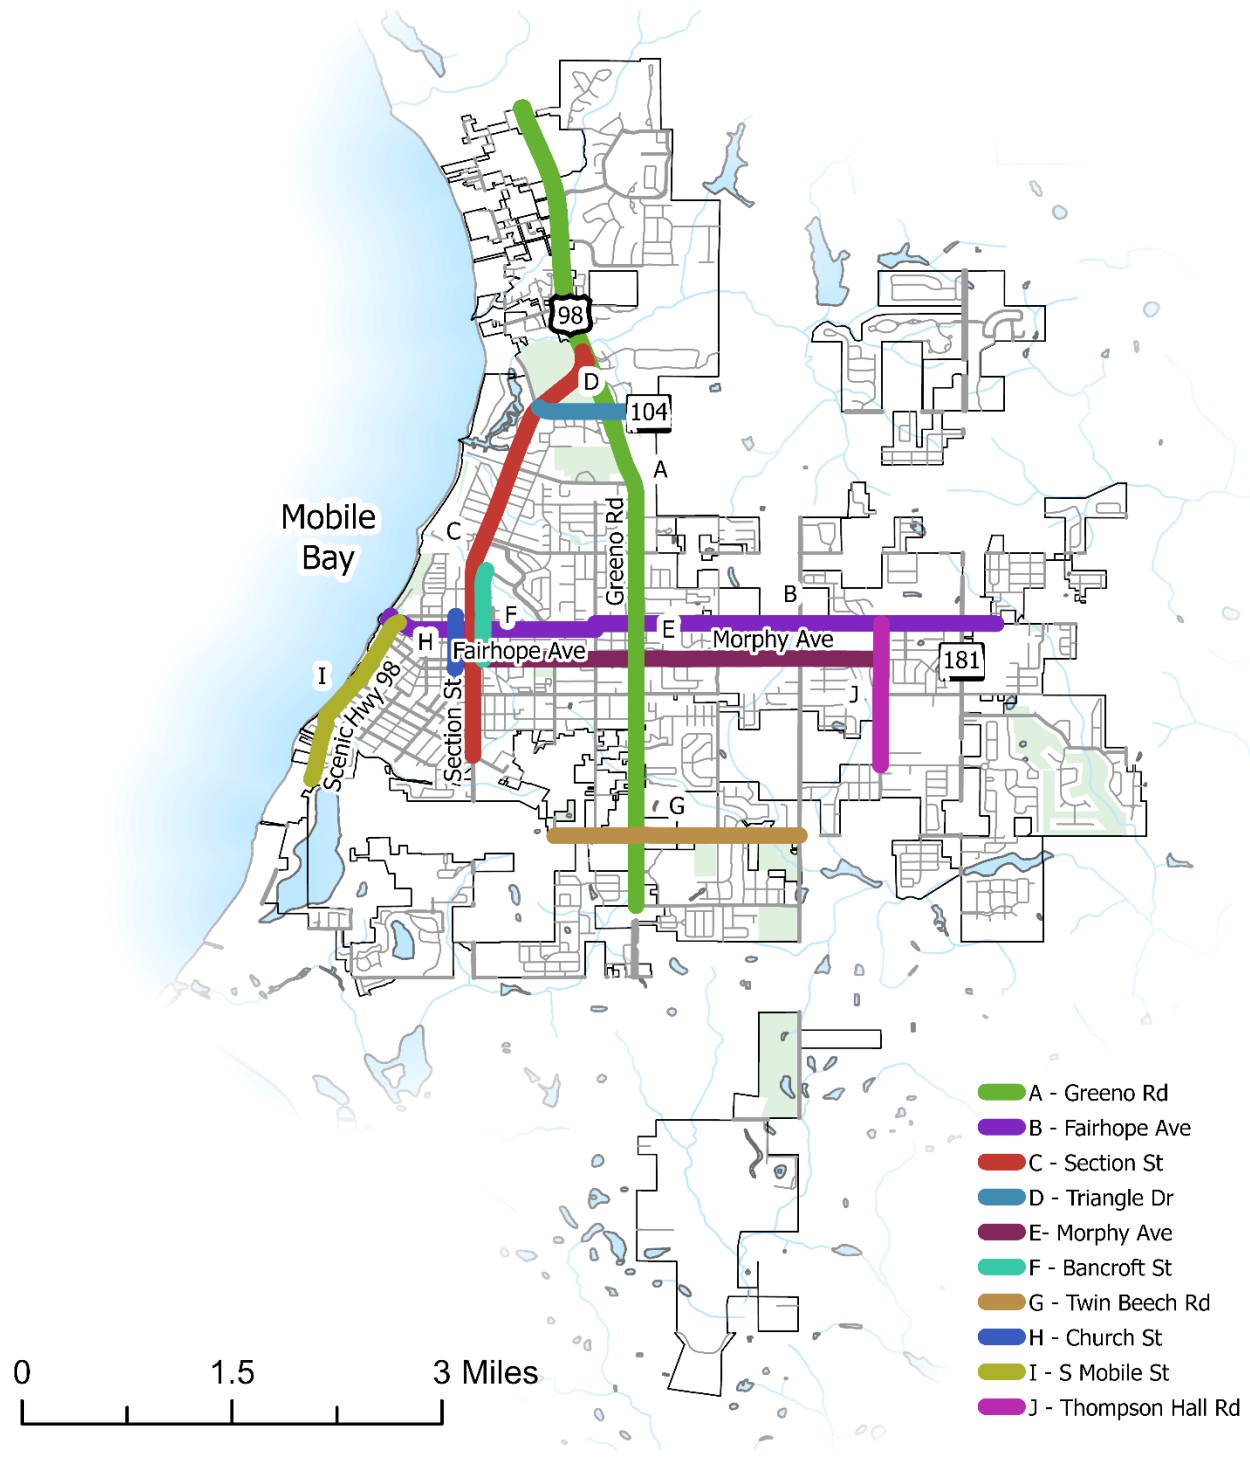 98
D
104
A
Greeno Rd
Mobile
Bay
C
B
F
E
H
Fairhope Ave
Morphy Ave
181
I
Scenic Hwy 98
Section St
J
G
A - Greeno Rd
B - Fairhope Ave
C - Section St
D - Triangle Dr
E- Morphy Ave
F - Bancroft St
G - Twin Beech Rd
H - Church St
I - S Mobile St
J - Thompson Hall Rd
0 1.5 3 Miles